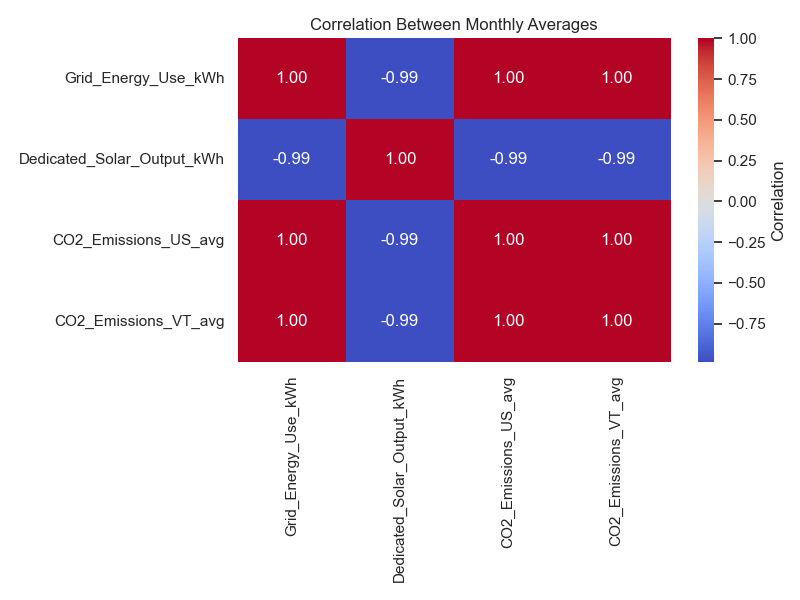 Correlation Between Monthly Averages
Grid_Energy_Use_kWh
1.00 -0.99 1.00 1.00
Dedicated_Solar_Output_kWh
-0.99 1.00 -0.99 -0.99
CO2_Emissions_US_avg
1.00 -0.99 1.00 1.00
CO2_Emissions_VT_avg
1.00 -0.99 1.00 1.00
Grid_Energy_Use_kWh
Dedicated_Solar_Output_kWh
CO2_Emissions_US_avg
CO2_Emissions_VT_avg
1.00
0.75
0.50
0.25
0.00
−0.25
−0.50
−0.75
Correlation